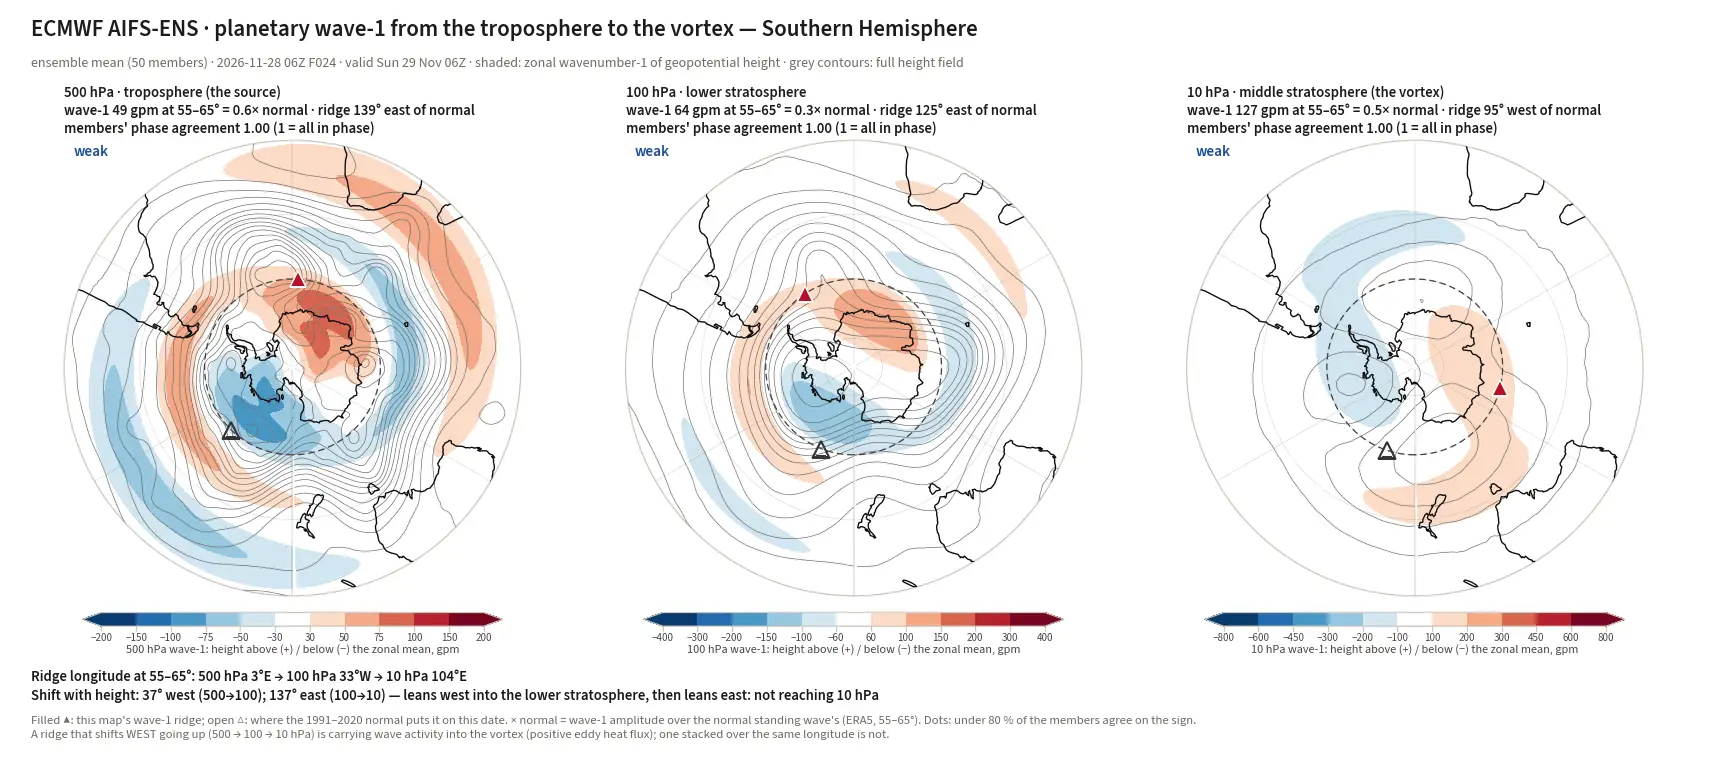 ECMWF AIFS-ENS · planetary wave-1 from the troposphere to the vortex — Southern Hemisphere
ensemble mean (50 members) · 2026-11-28 06Z F024 · valid Sun 29 Nov 06Z · shaded: zonal wavenumber-1 of geopotential height · grey contours: full height field
500 hPa · troposphere (the source)
wave-1 49 gpm at 55–65° = 0.6× normal · ridge 139° east of normal
members' phase agreement 1.00 (1 = all in phase)
weak
100 hPa · lower stratosphere
wave-1 64 gpm at 55–65° = 0.3× normal · ridge 125° east of normal
members' phase agreement 1.00 (1 = all in phase)
weak
10 hPa · middle stratosphere (the vortex)
wave-1 127 gpm at 55–65° = 0.5× normal · ridge 95° west of normal
members' phase agreement 1.00 (1 = all in phase)
weak
−200 −150 −100 −75 −50 −30 30 50 75 100 150 200
500 hPa wave-1: height above (+) / below (−) the zonal mean, gpm
−400 −300 −200 −150 −100 −60 60 100 150 200 300 400
100 hPa wave-1: height above (+) / below (−) the zonal mean, gpm
−800 −600 −450 −300 −200 −100 100 200 300 450 600 800
10 hPa wave-1: height above (+) / below (−) the zonal mean, gpm
Ridge longitude at 55–65°: 500 hPa 3°E → 100 hPa 33°W → 10 hPa 104°E
Shift with height: 37° west (500→100); 137° east (100→10) — leans west into the lower stratosphere, then leans east: not reaching 10 hPa
Filled ▲: this map's wave-1 ridge; open △: where the 1991–2020 normal puts it on this date. × normal = wave-1 amplitude over the normal standing wave's (ERA5, 55–65°). Dots: under 80 % of the members agree on the sign.
A ridge that shifts WEST going up (500 → 100 → 10 hPa) is carrying wave activity into the vortex (positive eddy heat flux); one stacked over the same longitude is not.